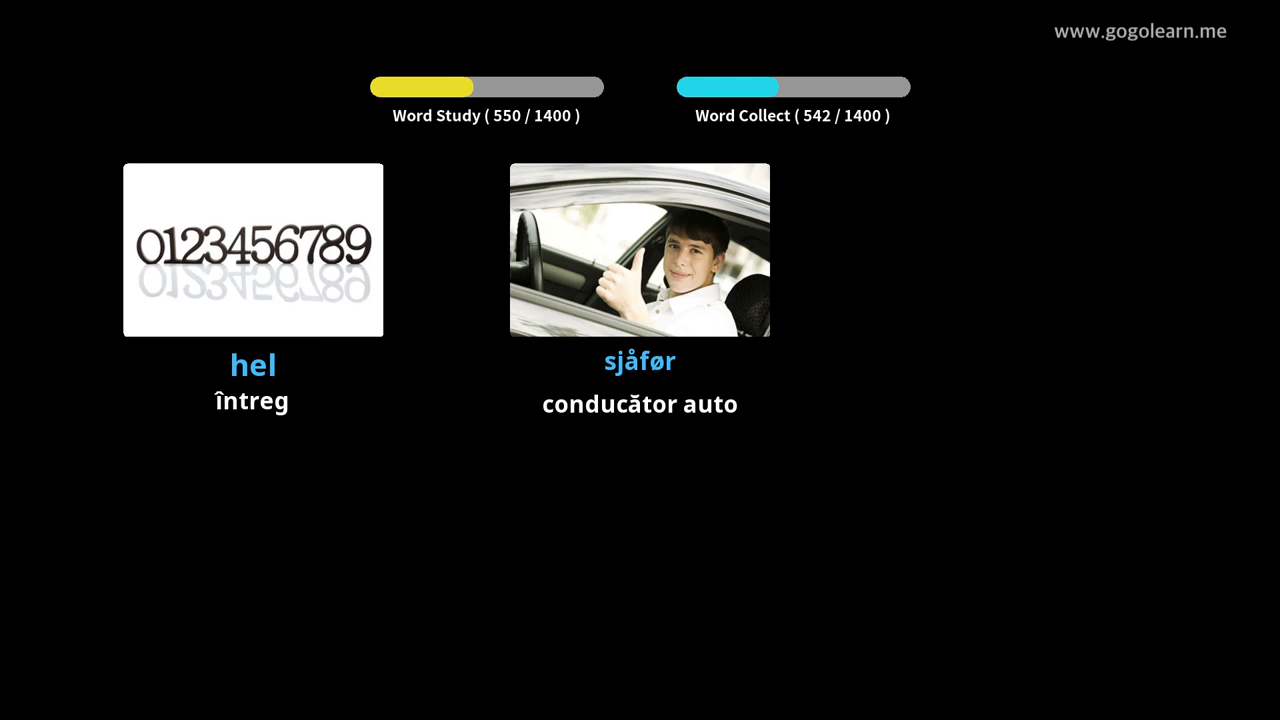 www.gogolearn.me
Word Study ( 550 / 1400 )
Word Collect ( 542 / 1400 )
0123456789
hel
întreg
sjåfør
conducător auto